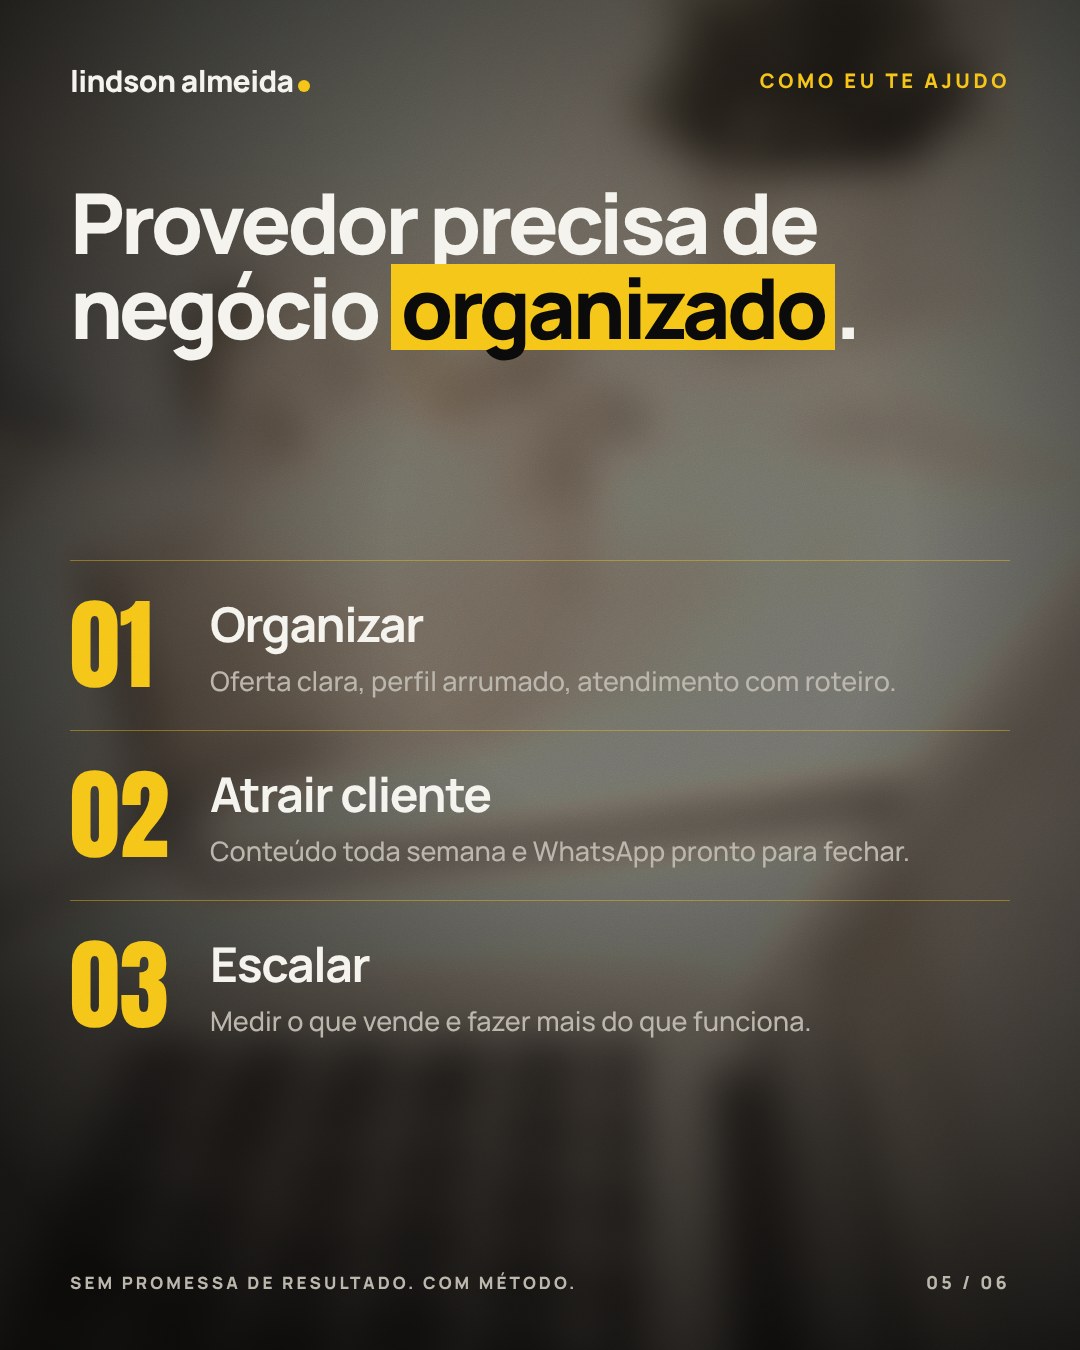 lindson almeida
COMO EU TE AJUDO
Provedor precisa de
negócio organizado.
01
Organizar
Oferta clara, perfil arrumado, atendimento com roteiro.
02
Atrair cliente
Conteúdo toda semana e WhatsApp pronto para fechar.
03
Escalar
Medir o que vende e fazer mais do que funciona.
SEM PROMESSA DE RESULTADO. COM MÉTODO.
05 / 06